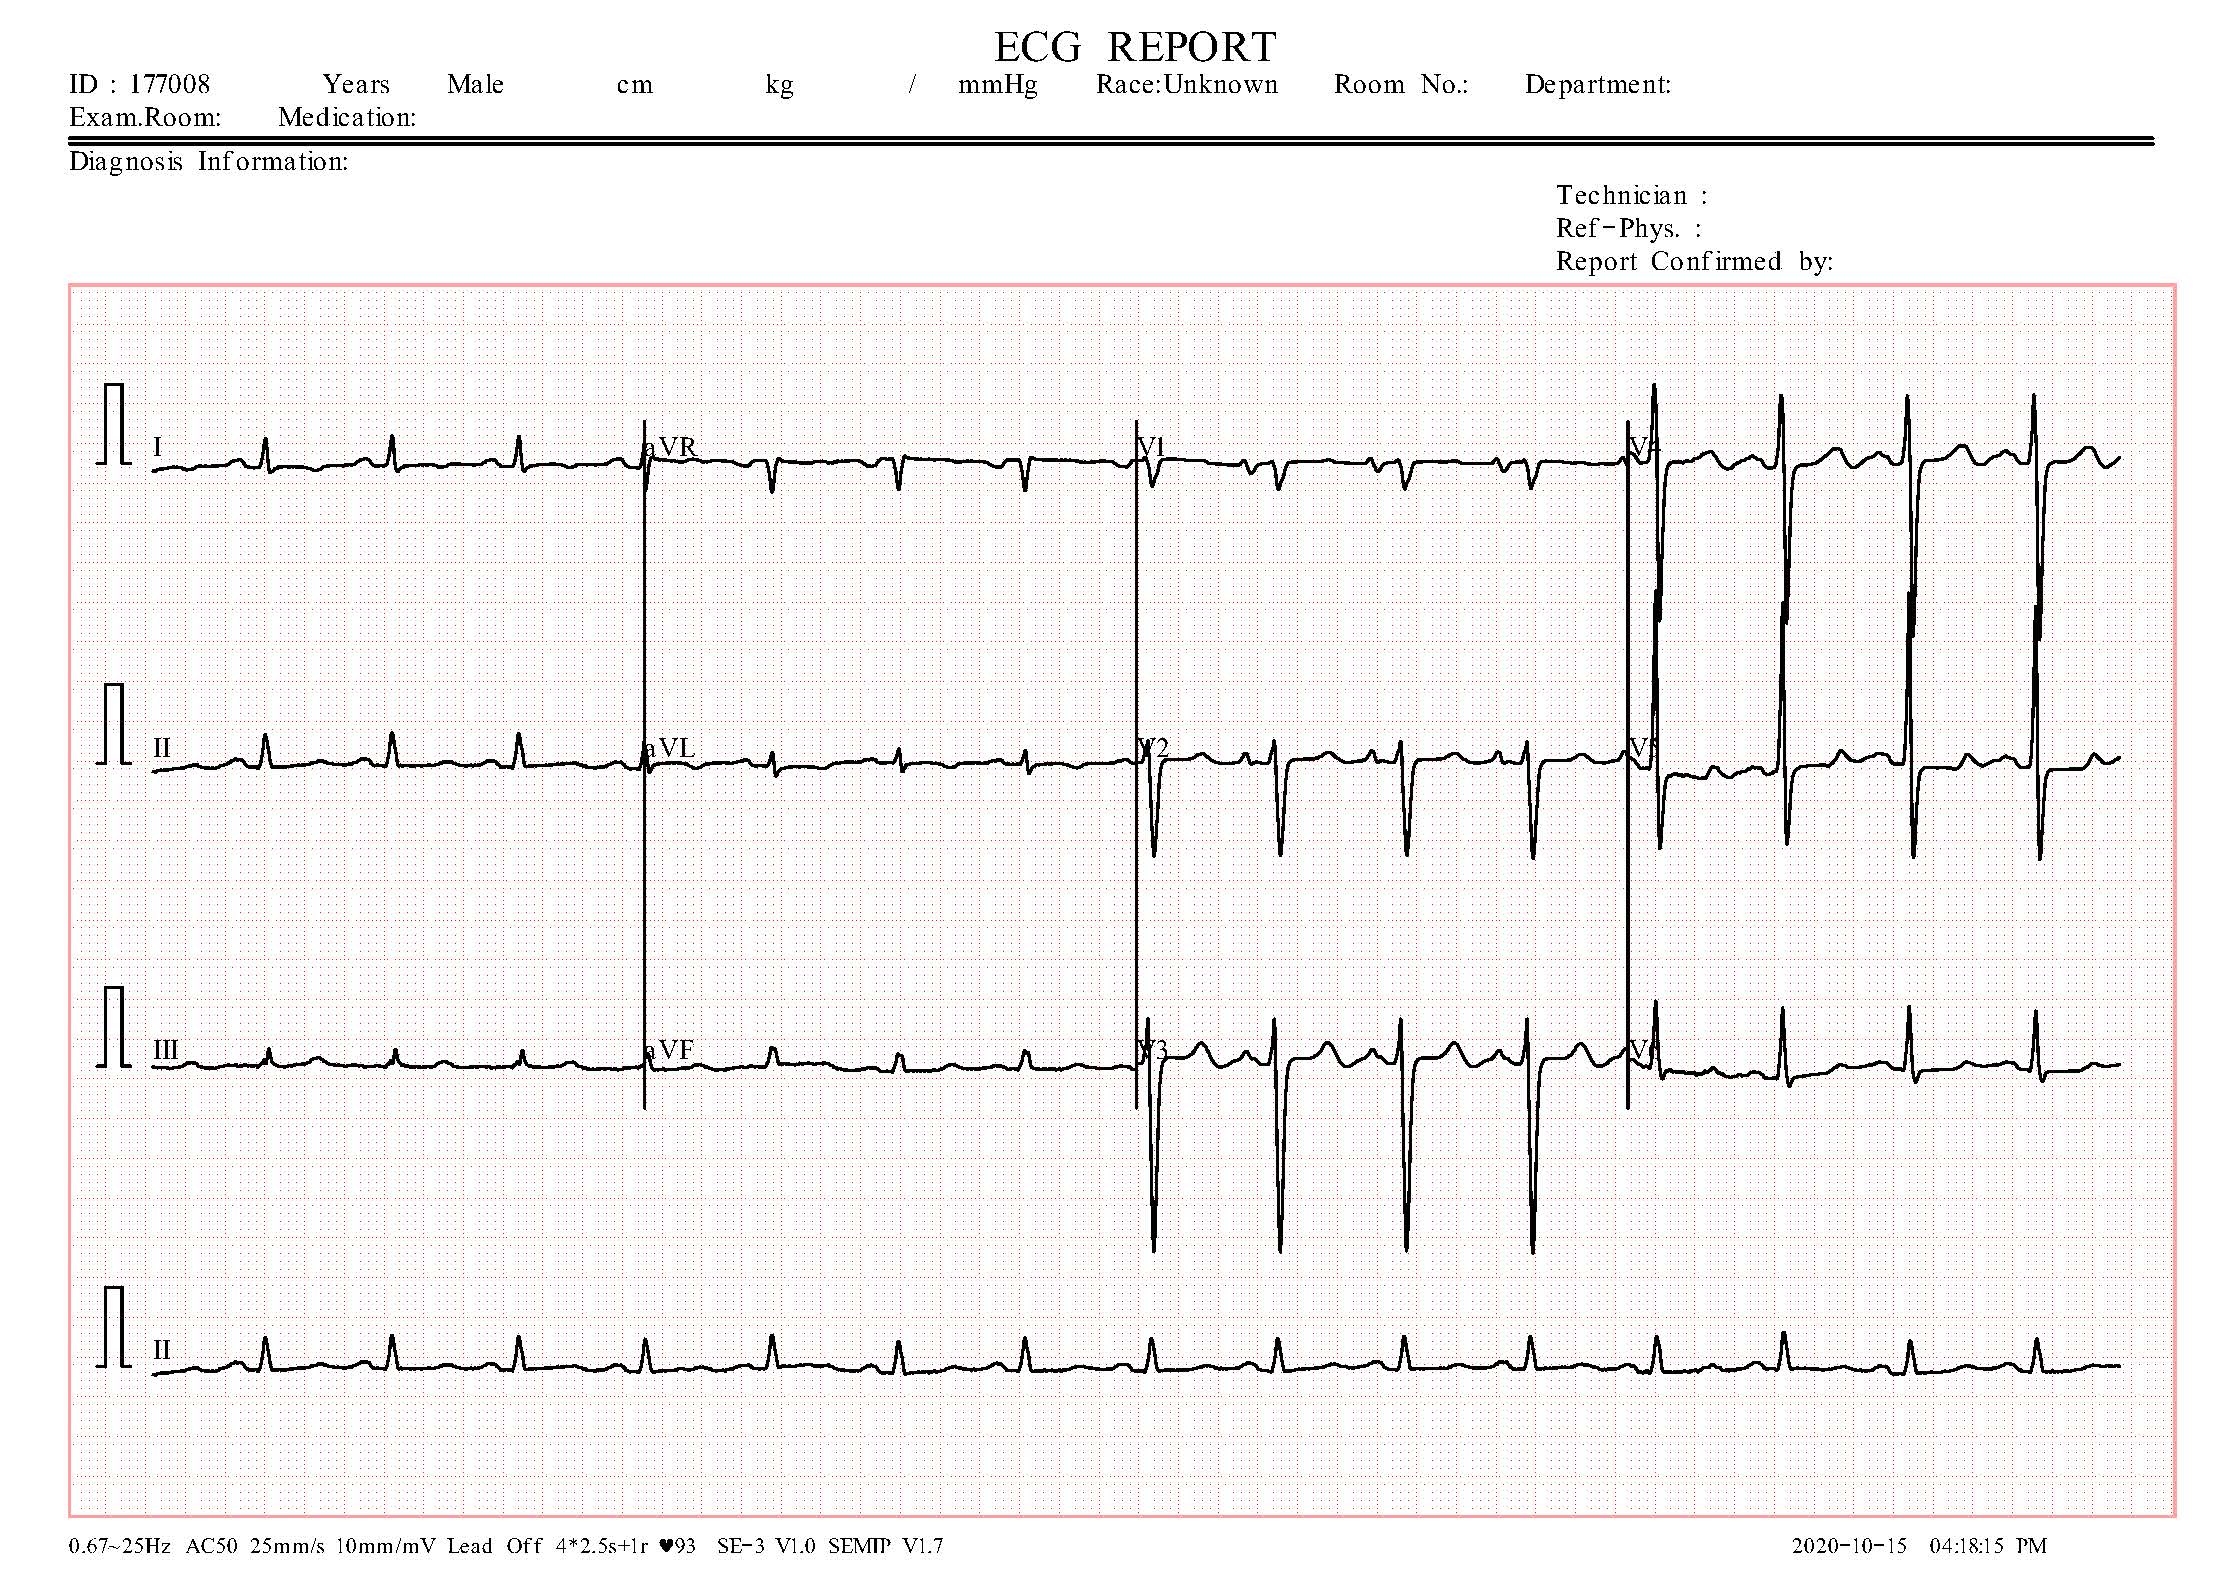 ECG REPORT
ID : 177008 Years Male cm kg / mmHg Race:Unknown Room No.: Department:
Exam.Room: Medication:
Diagnosis Information:
Technician :
Ref-Phys. :
Report Confirmed by:
I aVR V1 V4
II aVL V2 V5
III aVF V3 V6
II
0.67~25Hz AC50 25mm/s 10mm/mV Lead Off 4*2.5s+1r ♥93 SE-3 V1.0 SEMIP V1.7
2020-10-15 04:18:15 PM